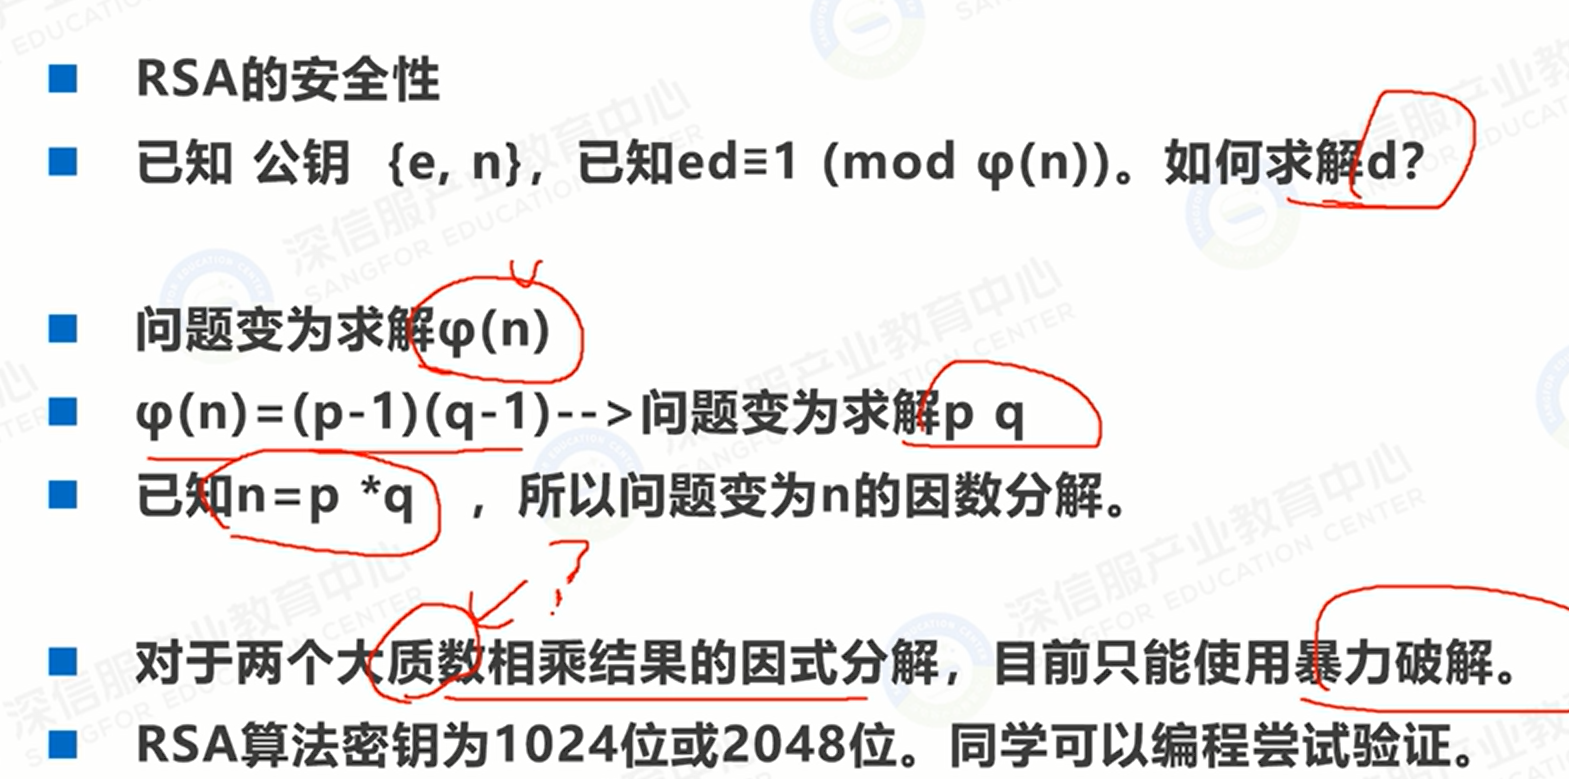 RSA的安全性
已知 公钥 {e, n}，已知ed≡1 (mod φ(n))。如何求解d?
问题变为求解φ(n)
φ(n)=(p-1)(q-1)-->问题变为求解p q
已知n=p *q ，所以问题变为n的因数分解。
?
对于两个大质数相乘结果的因式分解，目前只能使用暴力破解。
RSA算法密钥为1024位或2048位。同学可以编程尝试验证。
深信服产业教育中心
SANGFOR EDUCATION CENTER